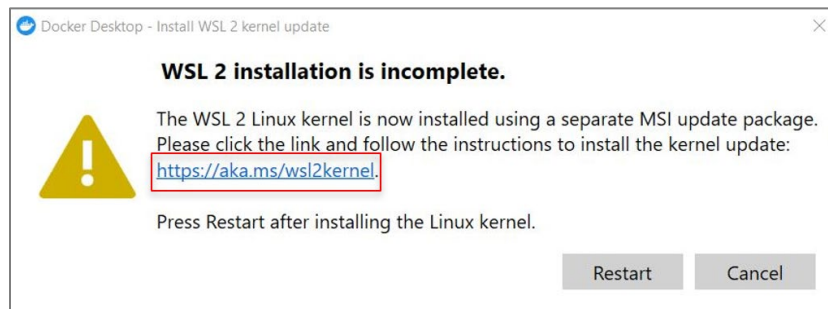 Docker Desktop - Install WSL 2 kernel update
WSL 2 installation is incomplete.
The WSL 2 Linux kernel is now installed using a separate MSI update package.
Please click the link and follow the instructions to install the kernel update:
https://aka.ms/wsl2kernel.
Press Restart after installing the Linux kernel.
Restart Cancel